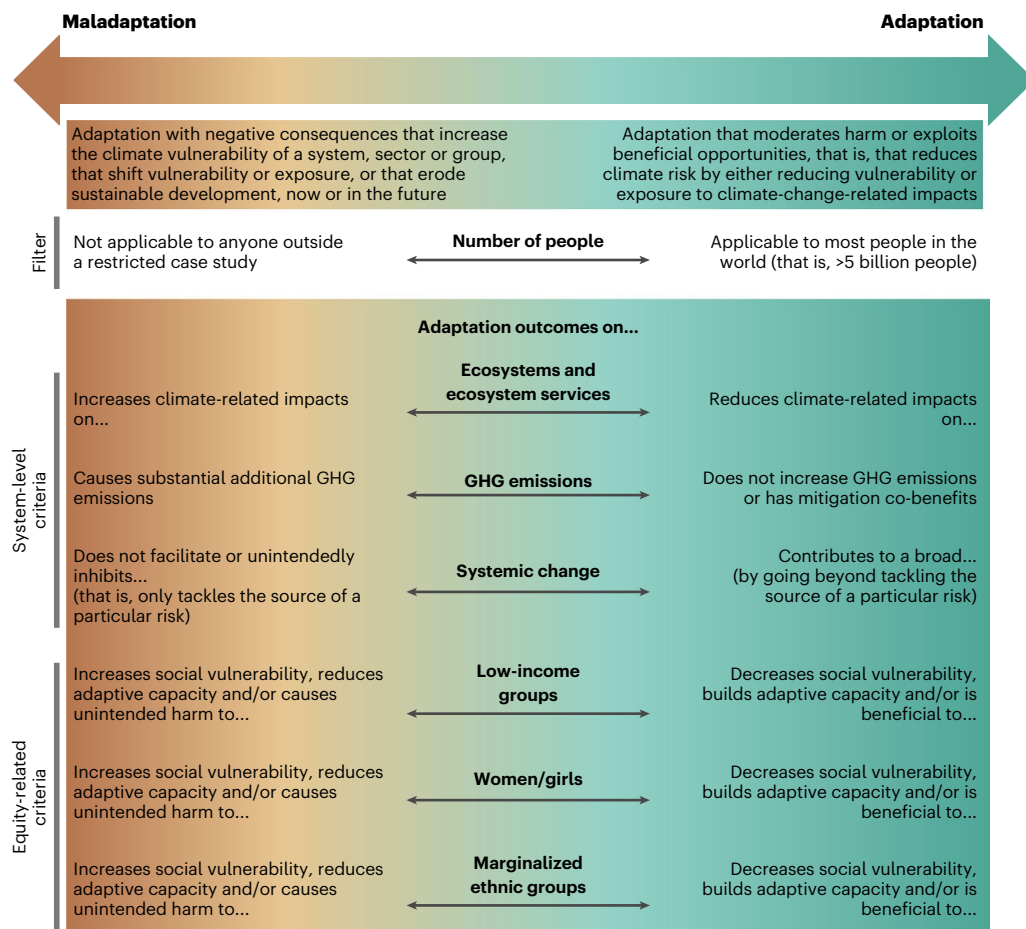 Maladaptation
Adaptation
Adaptation with negative consequences that increase
the climate vulnerability of a system, sector or group,
that shift vulnerability or exposure, or that erode
sustainable development, now or in the future
Adaptation that moderates harm or exploits
beneficial opportunities, that is, that reduces
climate risk by either reducing vulnerability or
exposure to climate-change-related impacts
Filter
Not applicable to anyone outside
a restricted case study
Number of people
Applicable to most people in the
world (that is, >5 billion people)
Adaptation outcomes on...
System-level
criteria
Increases climate-related impacts
on...
Ecosystems and
ecosystem services
Reduces climate-related impacts
on...
Causes substantial additional GHG
emissions
GHG emissions
Does not increase GHG emissions
or has mitigation co-benefits
Does not facilitate or unintendedly
inhibits...
(that is, only tackles the source of a
particular risk)
Systemic change
Contributes to a broad...
(by going beyond tackling the
source of a particular risk)
Equity-related
criteria
Increases social vulnerability, reduces
adaptive capacity and/or causes
unintended harm to...
Low-income
groups
Decreases social vulnerability,
builds adaptive capacity and/or is
beneficial to...
Increases social vulnerability, reduces
adaptive capacity and/or causes
unintended harm to...
Women/girls
Decreases social vulnerability,
builds adaptive capacity and/or is
beneficial to...
Increases social vulnerability, reduces
adaptive capacity and/or causes
unintended harm to...
Marginalized
ethnic groups
Decreases social vulnerability,
builds adaptive capacity and/or is
beneficial to...